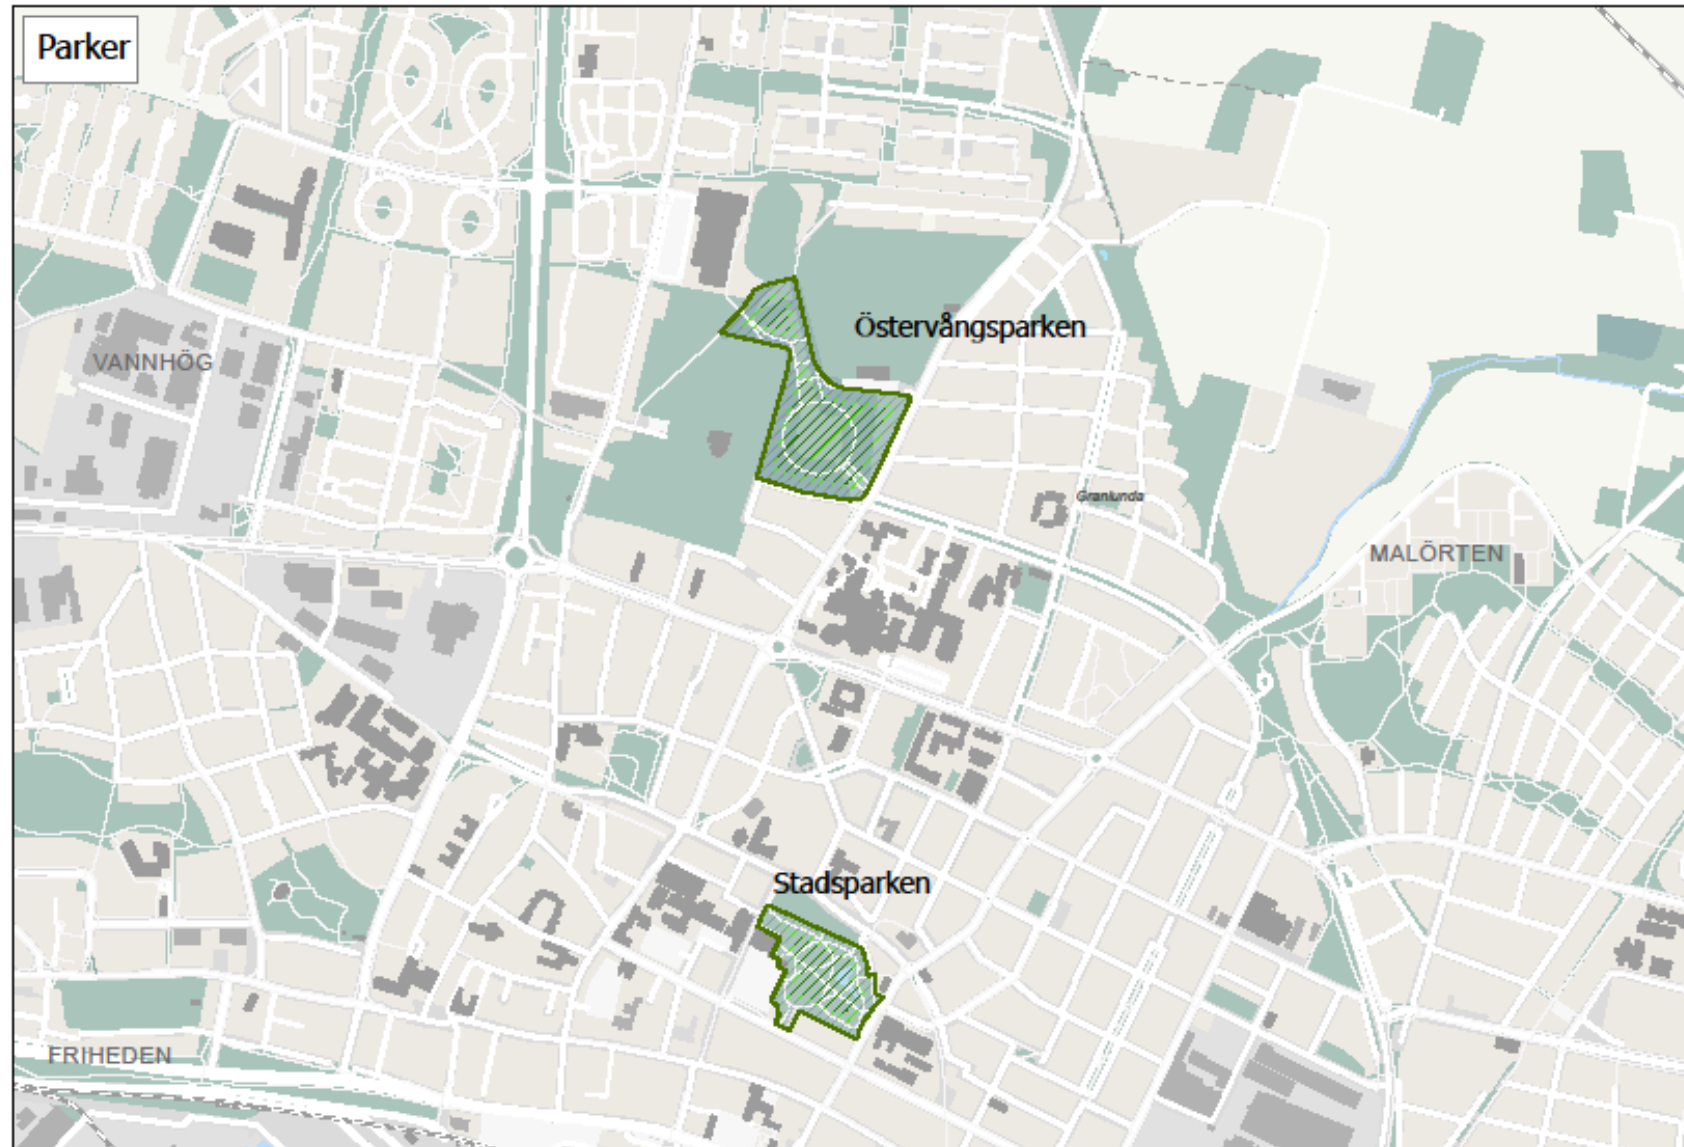 Parker
Östervångsparken
VANNHÖG
Granlunda
MALÖRTEN
Stadsparken
FRIHEDEN